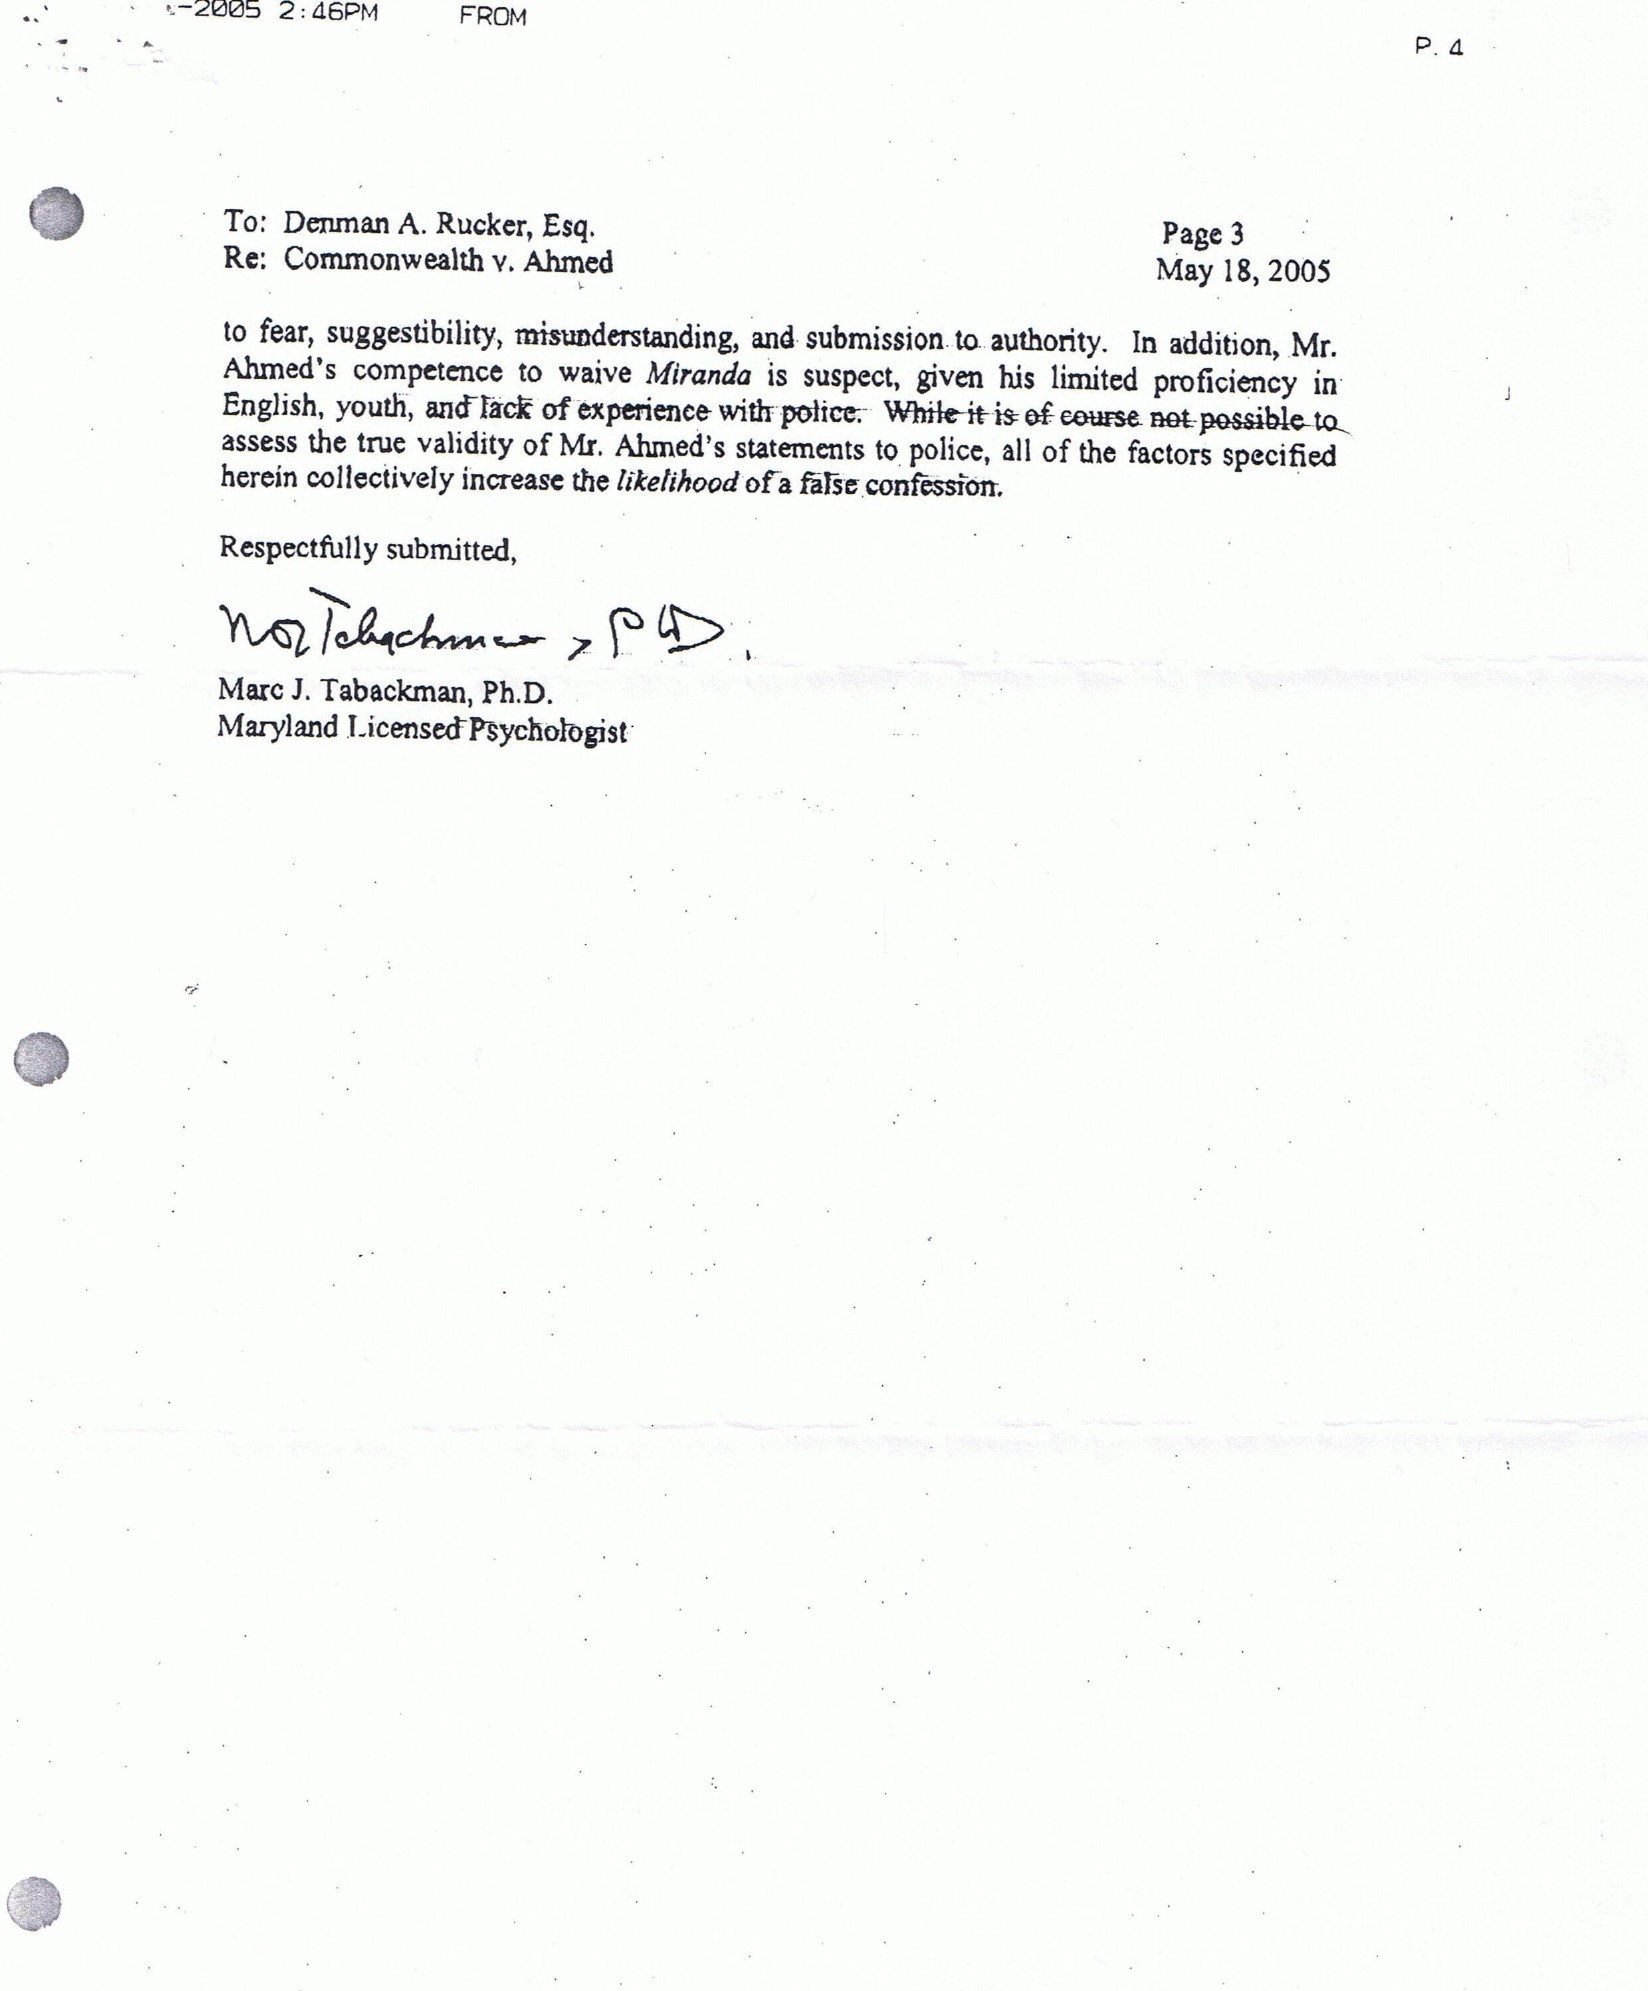 -2005 2:46PM FROM
P. 4
To: Denman A. Rucker, Esq.
Re: Commonwealth v. Ahmed
Page 3
May 18, 2005
to fear, suggestibility, misunderstanding, and submission to authority. In addition, Mr.
Ahmed's competence to waive Miranda is suspect, given his limited proficiency in
English, youth, and lack of experience with police. While it is of course not possible to
assess the true validity of Mr. Ahmed's statements to police, all of the factors specified
herein collectively increase the likelihood of a false confession.
Respectfully submitted,
Tabachman, PhD.
Marc J. Tabackman, Ph.D.
Maryland Licensed Psychologist